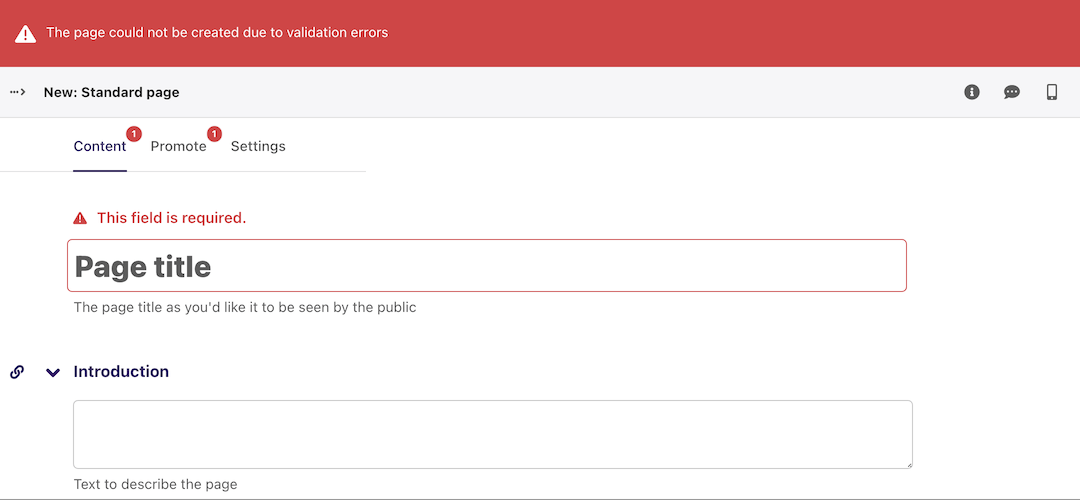 The page could not be created due to validation errors
New: Standard page
Content 1 Promote 1 Settings
This field is required.
Page title
The page title as you'd like it to be seen by the public
Introduction
Text to describe the page